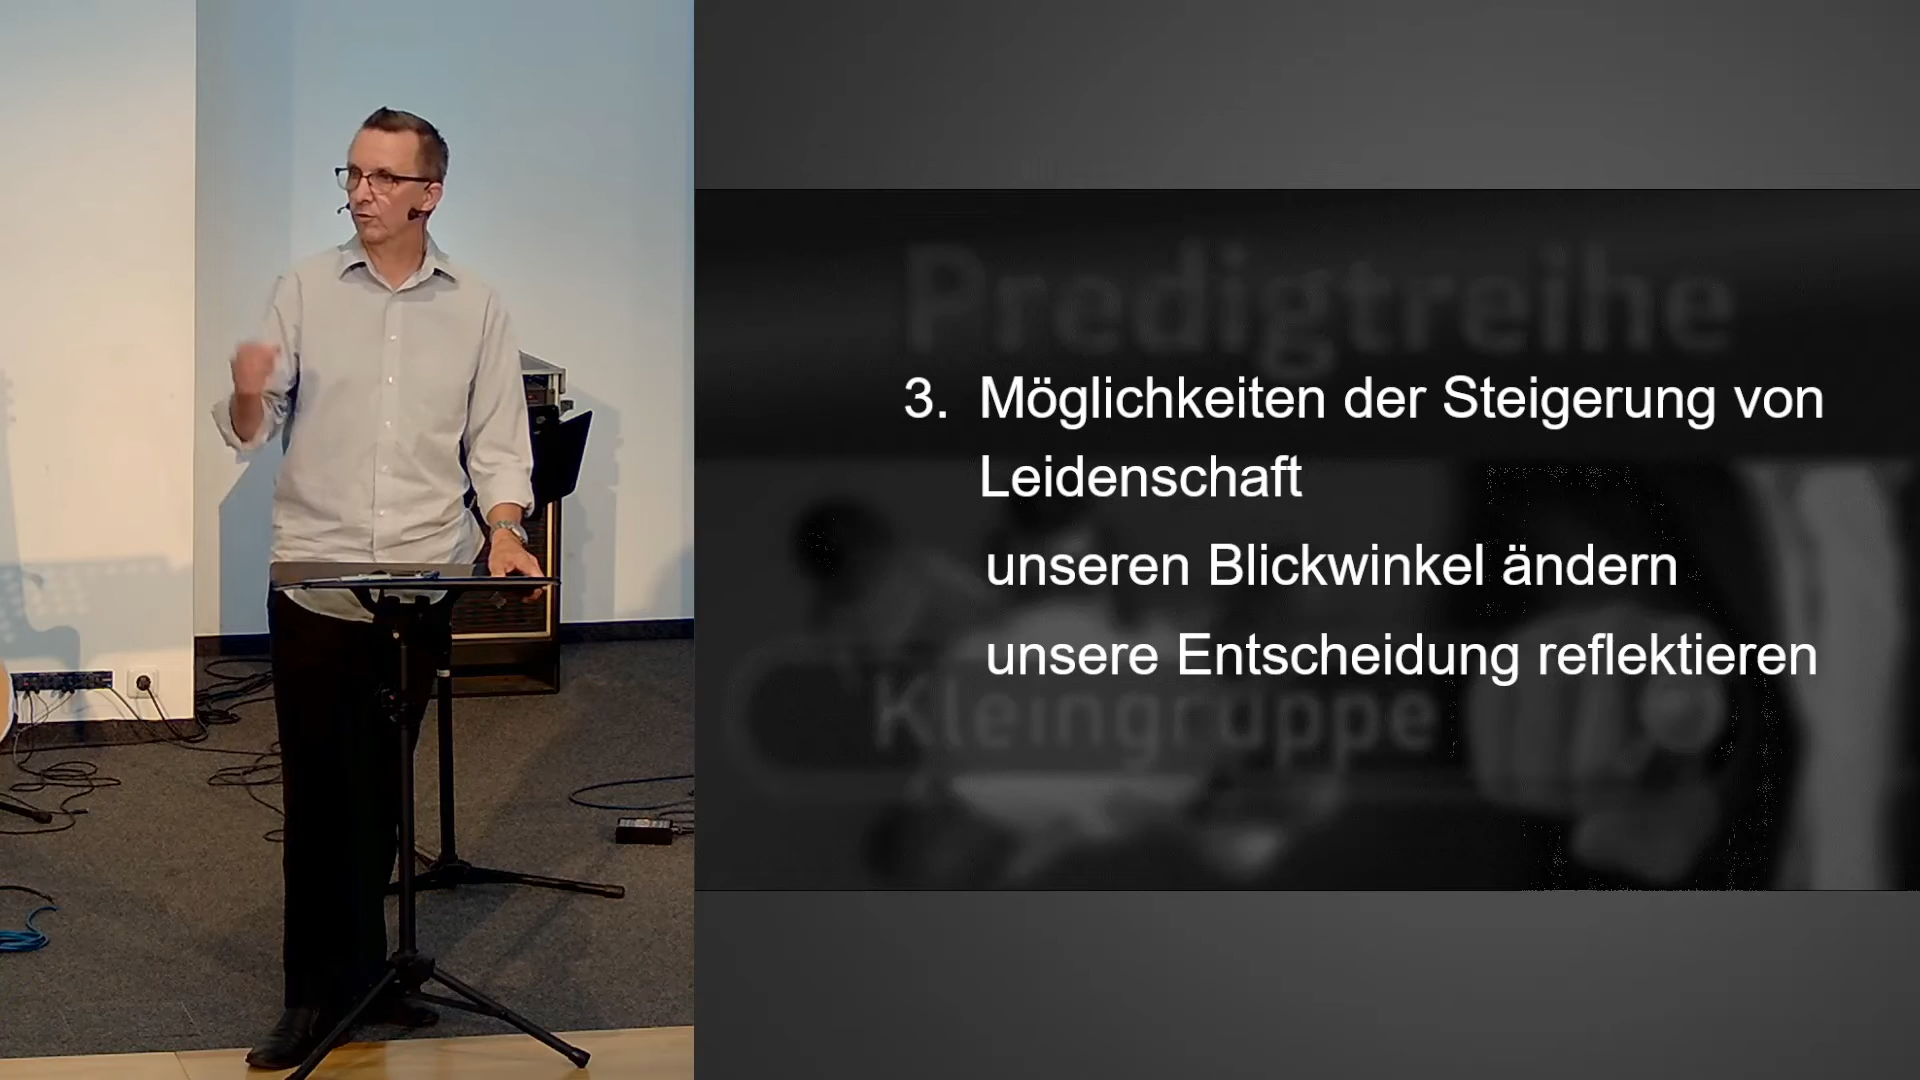 Predigtreihe
3. Möglichkeiten der Steigerung von
Leidenschaft
unseren Blickwinkel ändern
unsere Entscheidung reflektieren
Kleingruppe